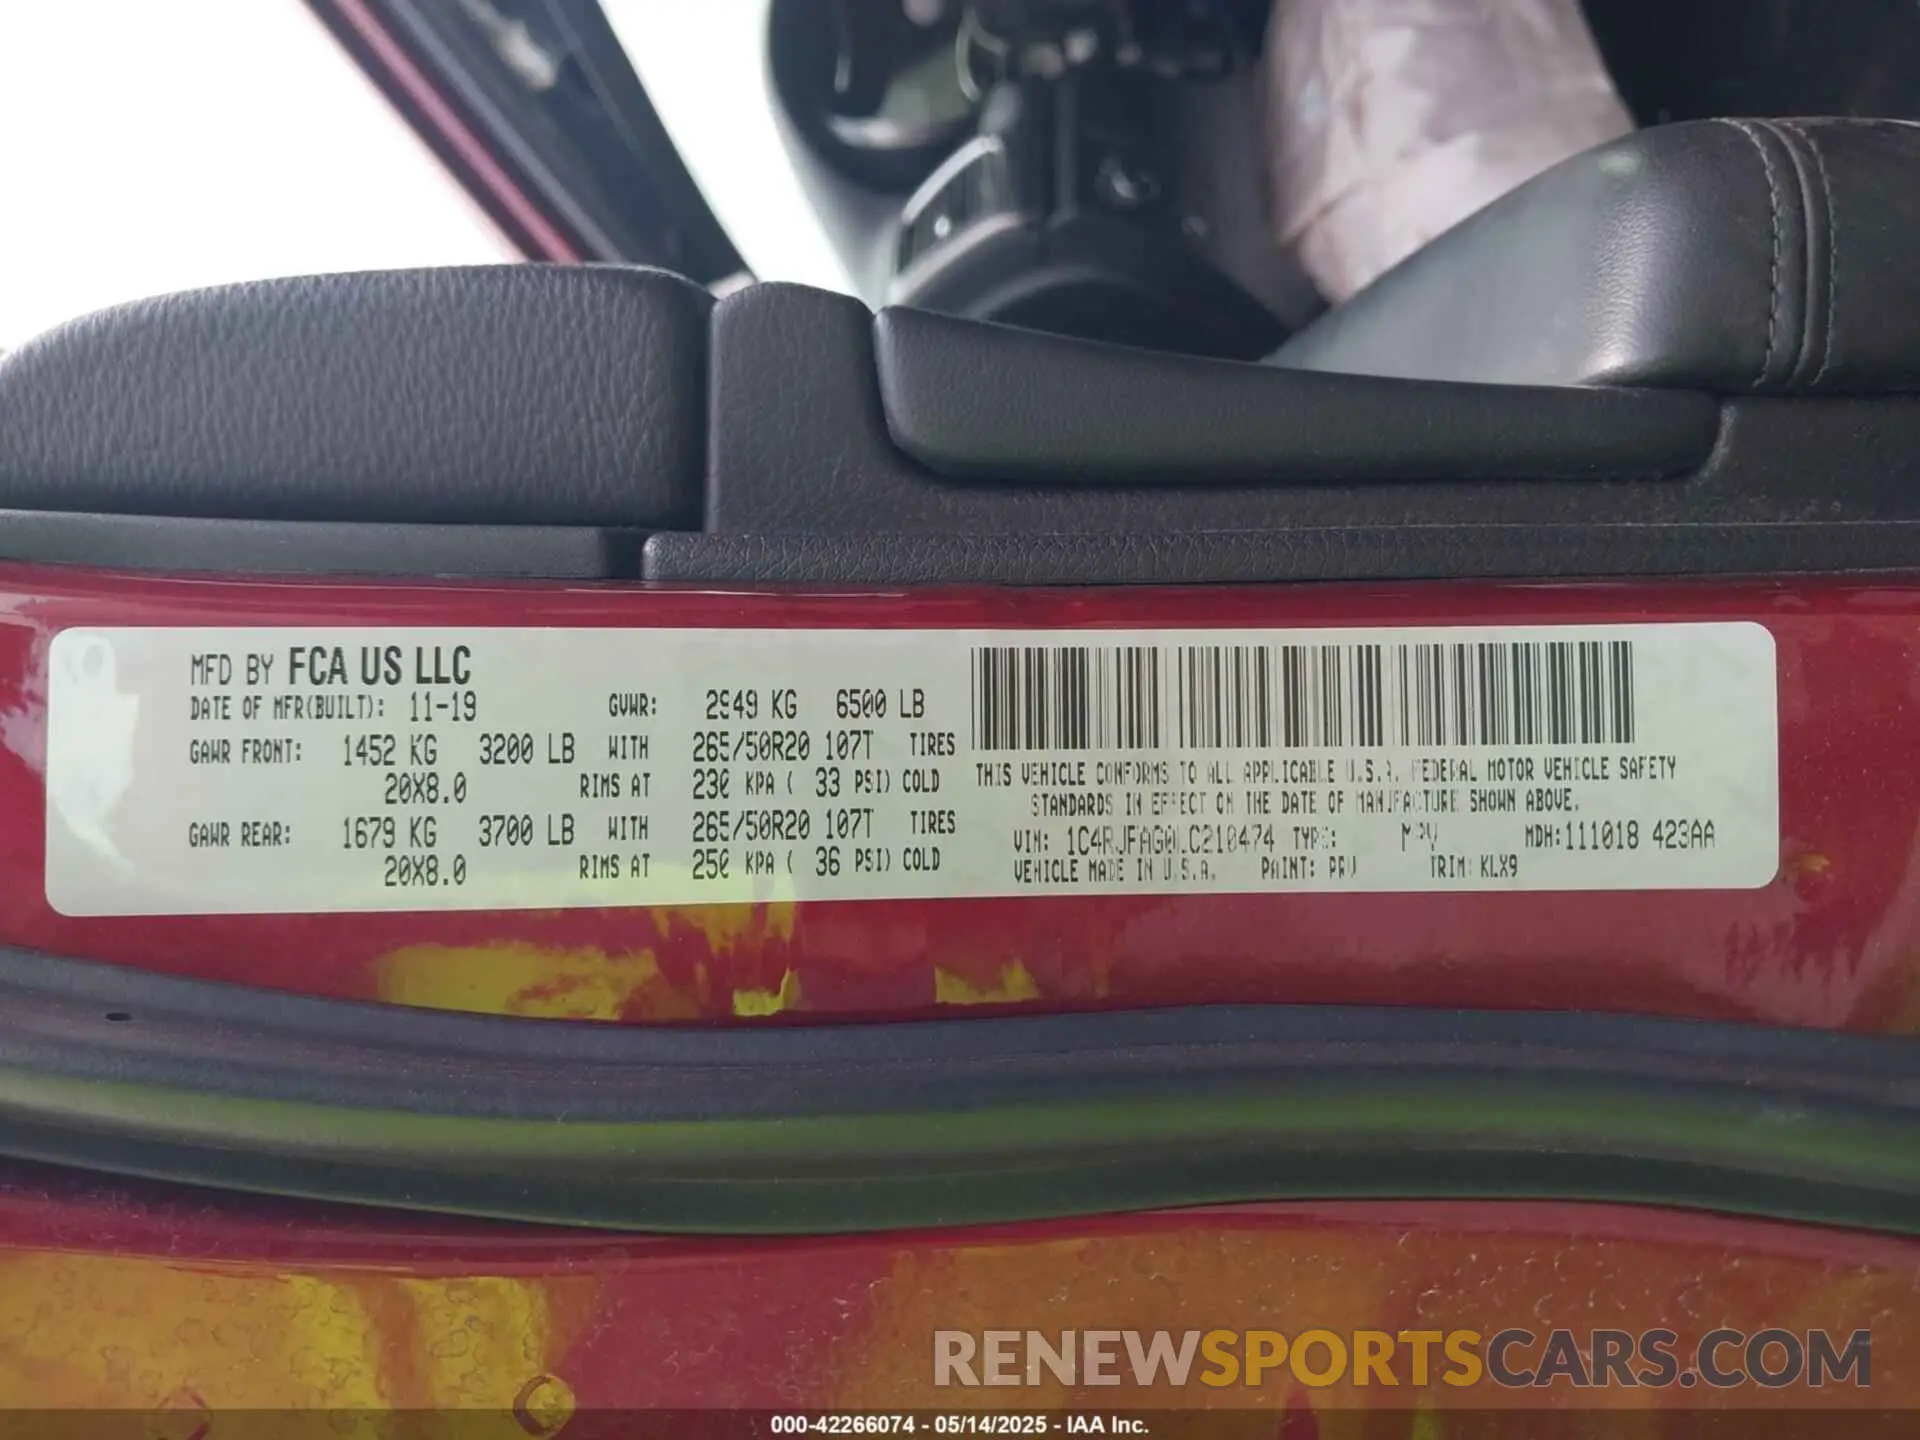 MFD BY FCA US LLC
DATE OF MFR(BUILT): 11-19 GVWR: 2949 KG 6500 LB
GAWR FRONT: 1452 KG 3200 LB WITH 265/50R20 107T TIRES
20X8.0 RIMS AT 230 KPA ( 33 PSI) COLD
GAWR REAR: 1679 KG 3700 LB WITH 265/50R20 107T TIRES
20X8.0 RIMS AT 250 KPA ( 36 PSI) COLD
THIS VEHICLE CONFORMS TO ALL APPLICABLE U.S.A. FEDERAL MOTOR VEHICLE SAFETY
STANDARDS IN EFFECT ON THE DATE OF MANUFACTURE SHOWN ABOVE.
VIN: 1C4RJFAG0LC210474 TYPE: MPV MDH:111018 423AA
VEHICLE MADE IN U.S.A. PAINT: PRV TRIM: KLX9
RENEWSPORTSCARS.COM
000-42266074 - 05/14/2025 - IAA Inc.